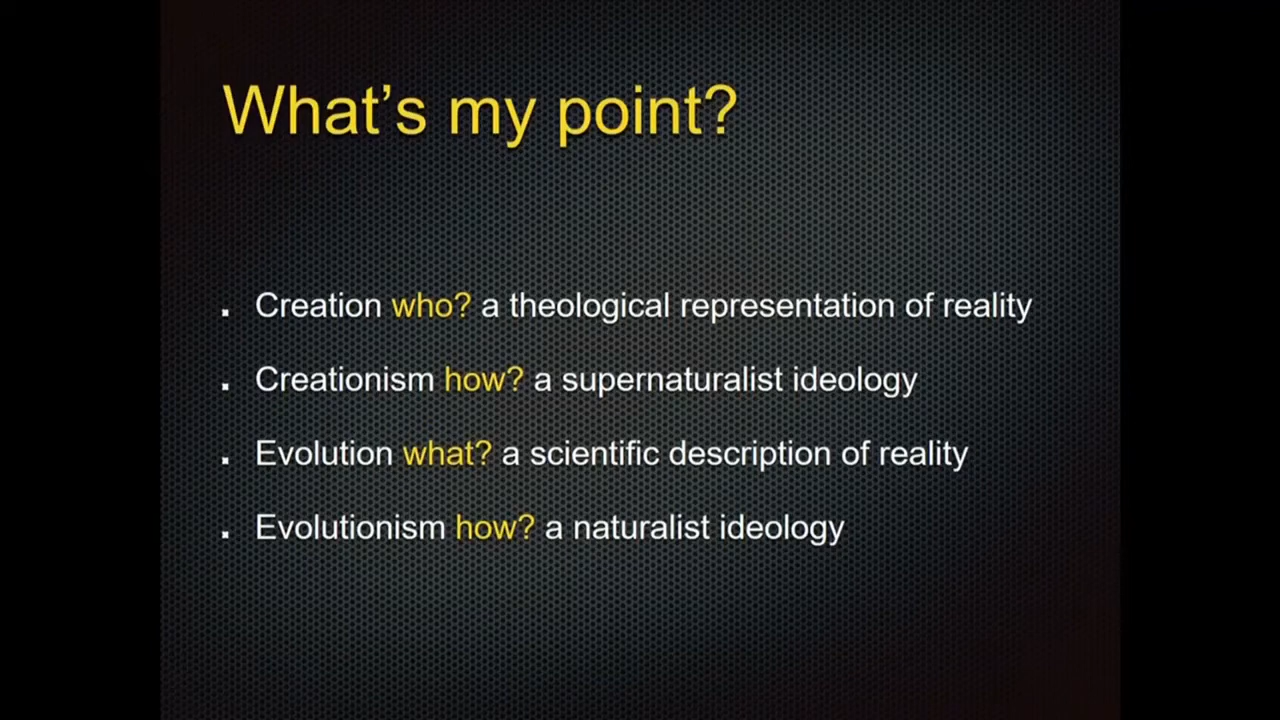 What’s my point?
. Creation who? a theological representation of reality
. Creationism how? a supernaturalist ideology
. Evolution what? a scientific description of reality
. Evolutionism how? a naturalist ideology